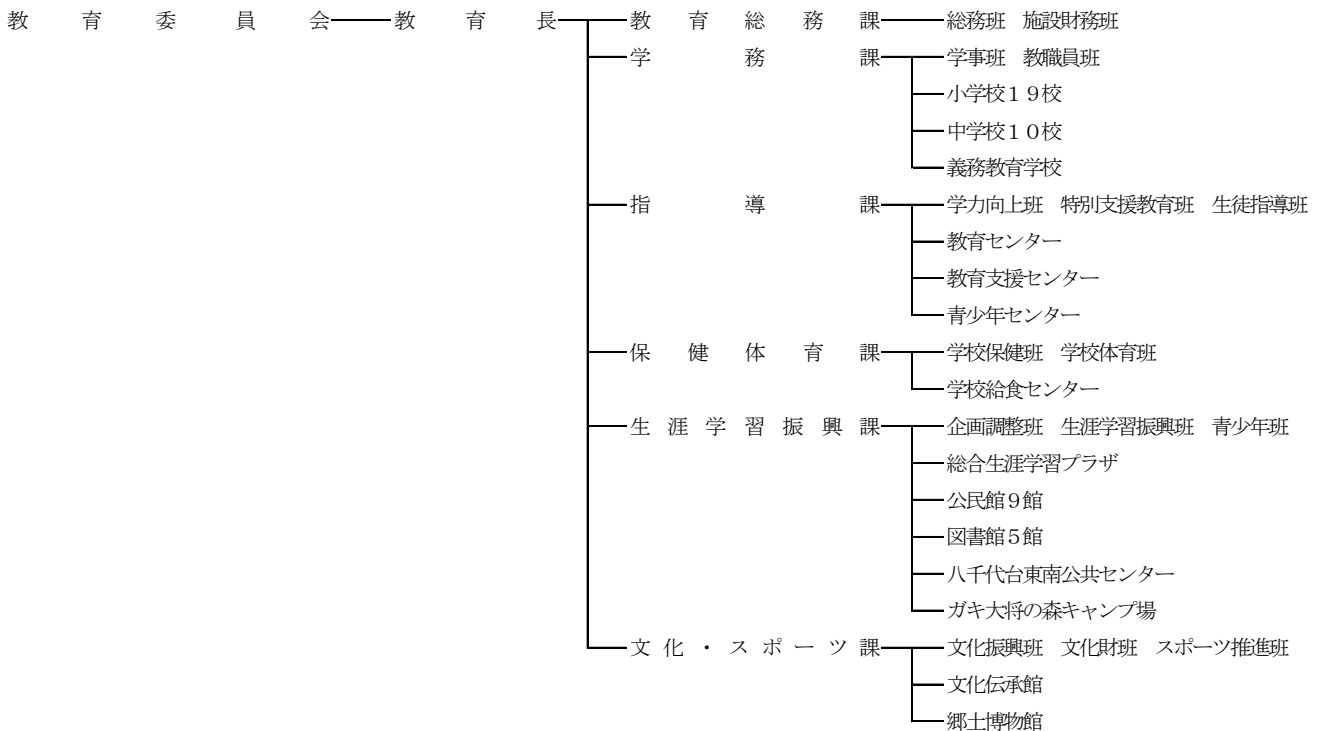 教育委員会 教育長 教育総務課 総務班 施設財務班
学務課 学事班 教職員班
小学校１９校
中学校１０校
義務教育学校
指導課 学力向上班 特別支援教育班 生徒指導班
教育センター
教育支援センター
青少年センター
保健体育課 学校保健班 学校体育班
学校給食センター
生涯学習振興課 企画調整班 生涯学習振興班 青少年班
総合生涯学習プラザ
公民館９館
図書館５館
八千代台東南公共センター
ガキ大将の森キャンプ場
文化・スポーツ課 文化振興班 文化財班 スポーツ推進班
文化伝承館
郷土博物館